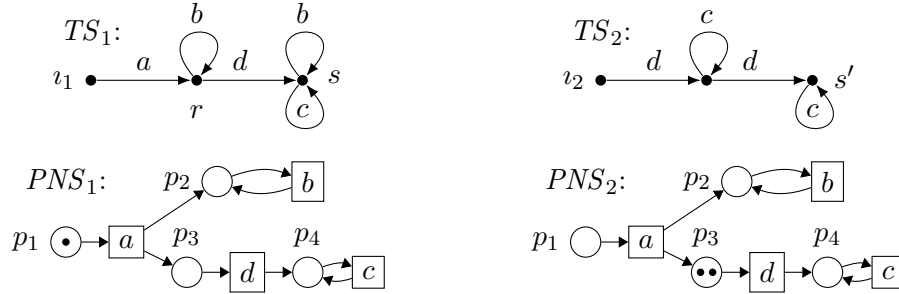 b b c
TS₁: TS₂:
a d d d
ı₁ s ı₂ s′
r c c
PNS₁: p₂ b PNS₂: p₂ b
p₁ a p₃ p₄ p₁ a p₃ p₄
d c d c